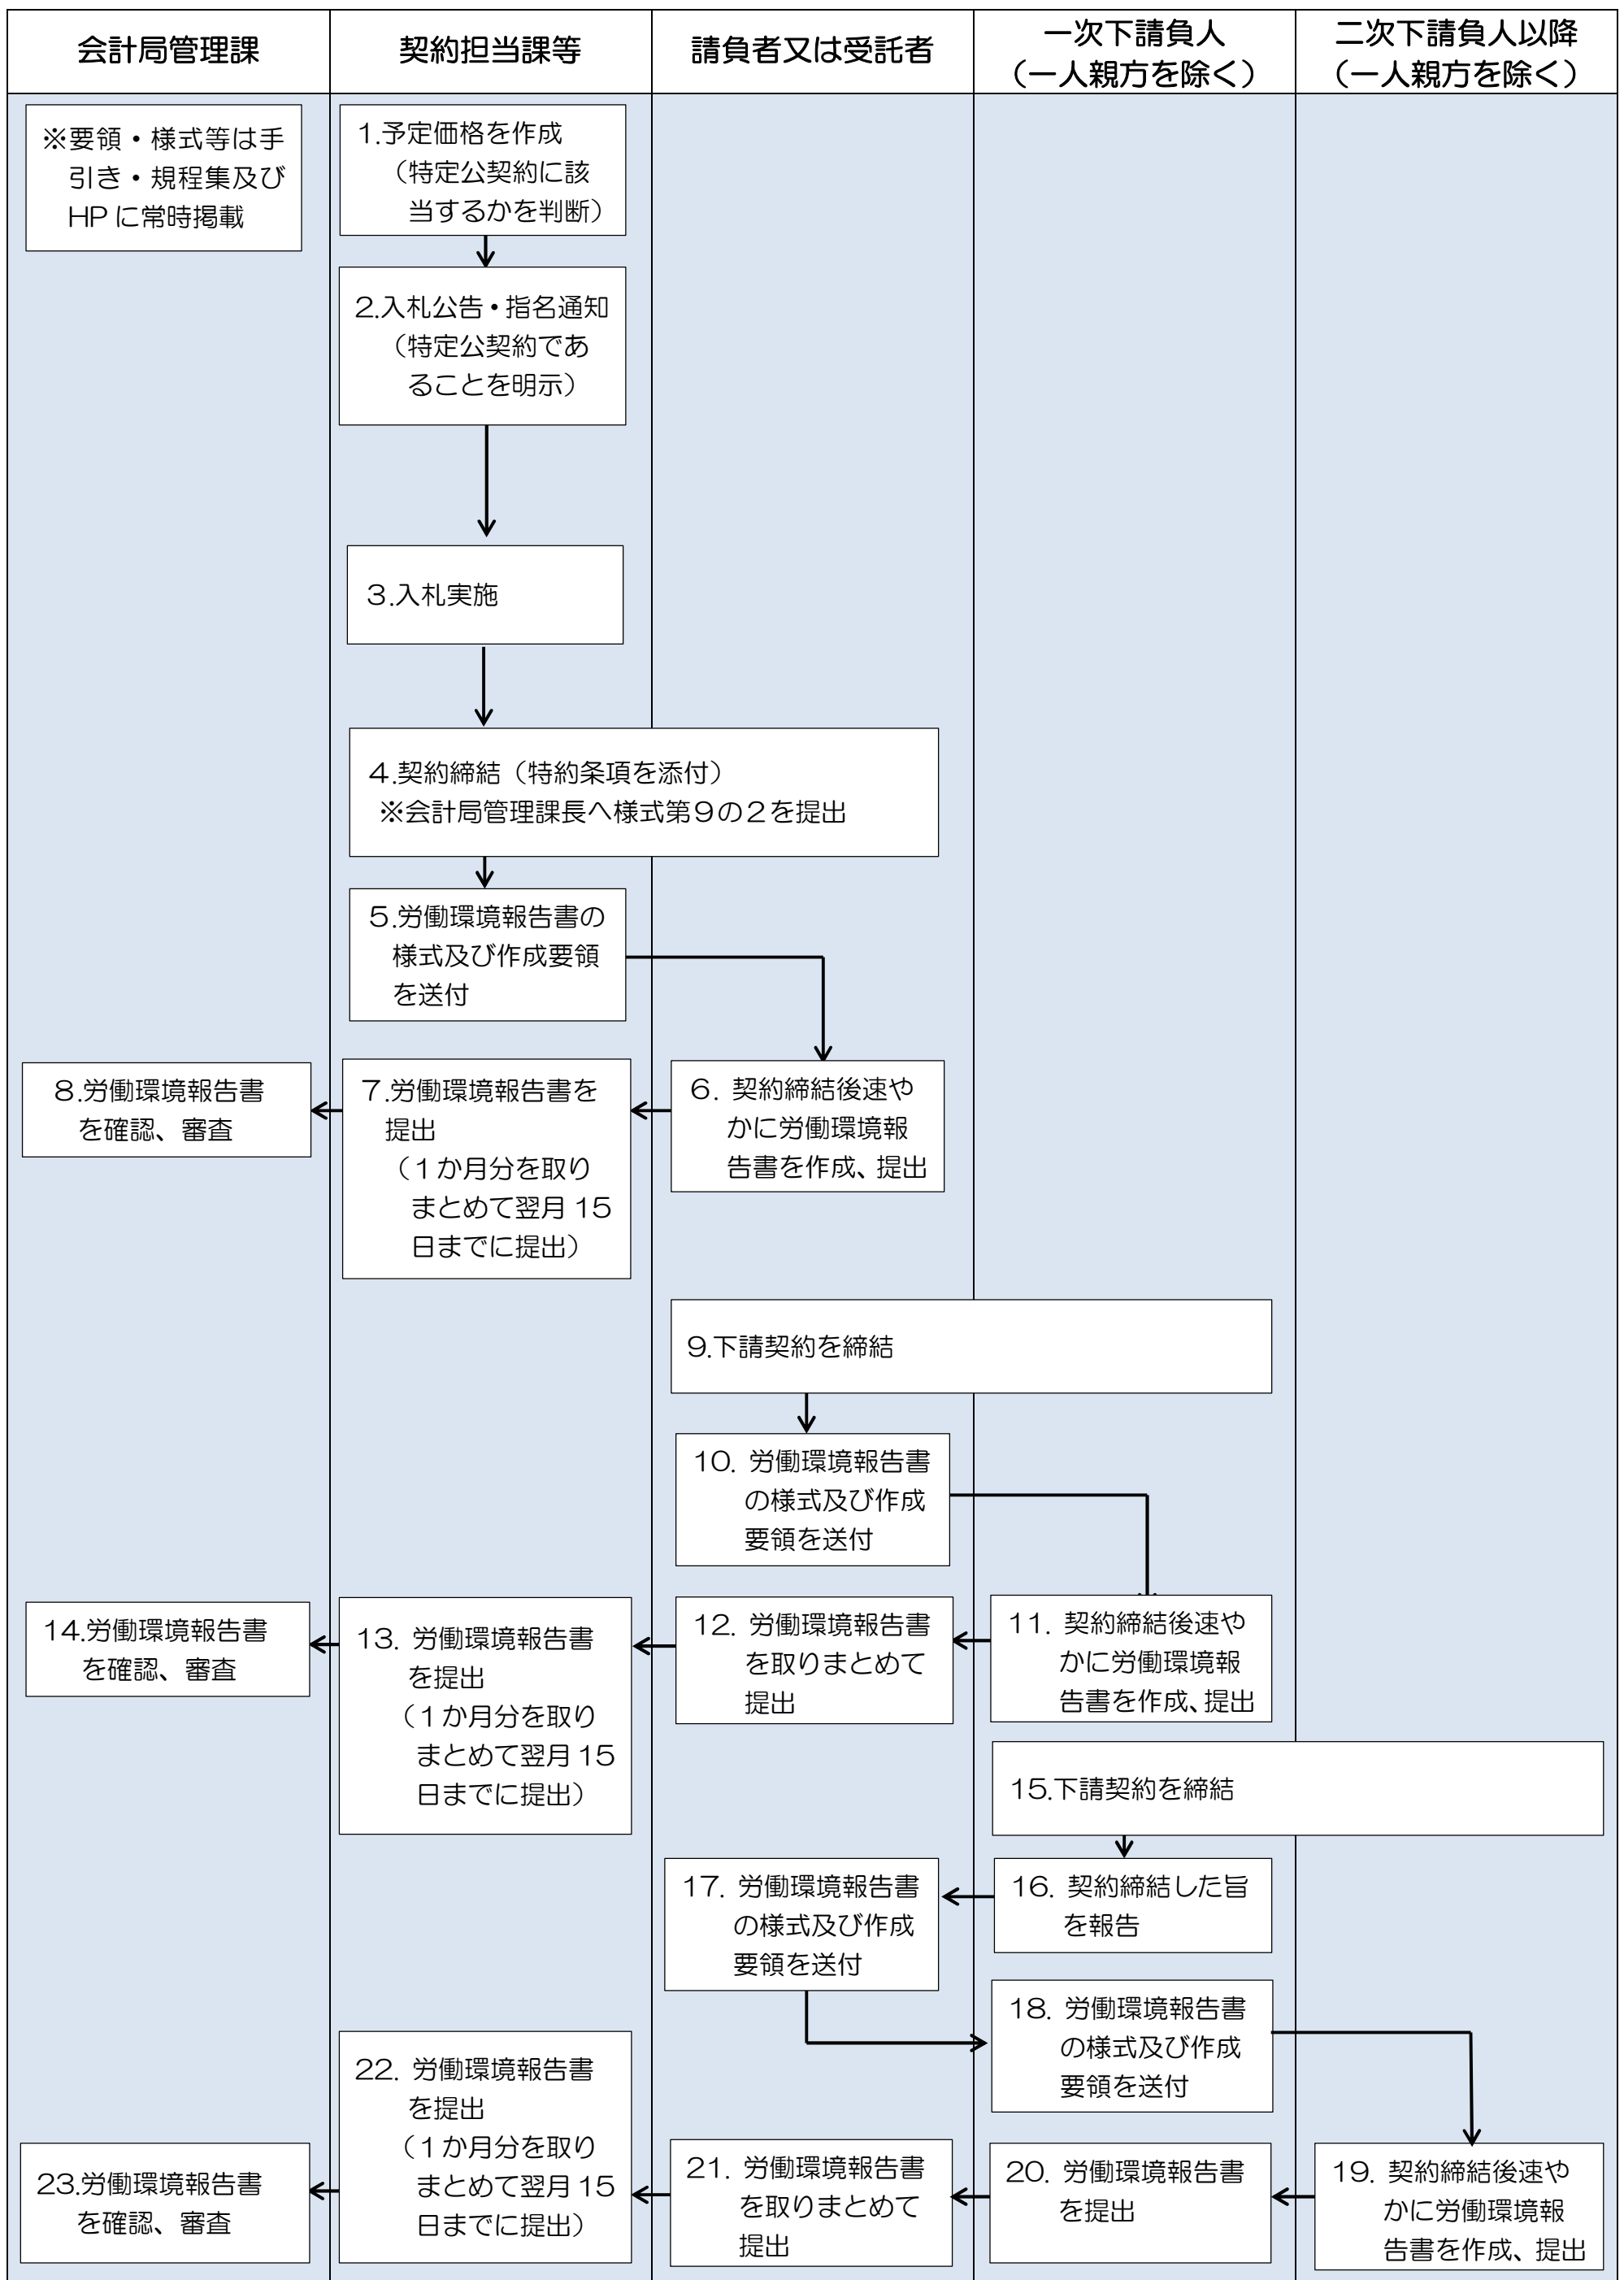 会計局管理課
契約担当課等
請負者又は受託者
一次下請負人
（一人親方を除く）
二次下請負人以降
（一人親方を除く）
※要領・様式等は手
引き・規程集及び
HPに常時掲載
1.予定価格を作成
（特定公契約に該
当するかを判断）
2.入札公告・指名通知
（特定公契約であ
ることを明示）
3.入札実施
4.契約締結（特約条項を添付）
※会計局管理課長へ様式第９の２を提出
5.労働環境報告書の
様式及び作成要領
を送付
6. 契約締結後速や
かに労働環境報
告書を作成、提出
7.労働環境報告書を
提出
（１か月分を取り
まとめて翌月15
日までに提出）
8.労働環境報告書
を確認、審査
9.下請契約を締結
10. 労働環境報告書
の様式及び作成
要領を送付
11. 契約締結後速や
かに労働環境報
告書を作成、提出
12. 労働環境報告書
を取りまとめて
提出
13. 労働環境報告書
を提出
（１か月分を取り
まとめて翌月15
日までに提出）
14.労働環境報告書
を確認、審査
15.下請契約を締結
16. 契約締結した旨
を報告
17. 労働環境報告書
の様式及び作成
要領を送付
18. 労働環境報告書
の様式及び作成
要領を送付
19. 契約締結後速や
かに労働環境報
告書を作成、提出
20. 労働環境報告書
を提出
21. 労働環境報告書
を取りまとめて
提出
22. 労働環境報告書
を提出
（１か月分を取り
まとめて翌月15
日までに提出）
23.労働環境報告書
を確認、審査